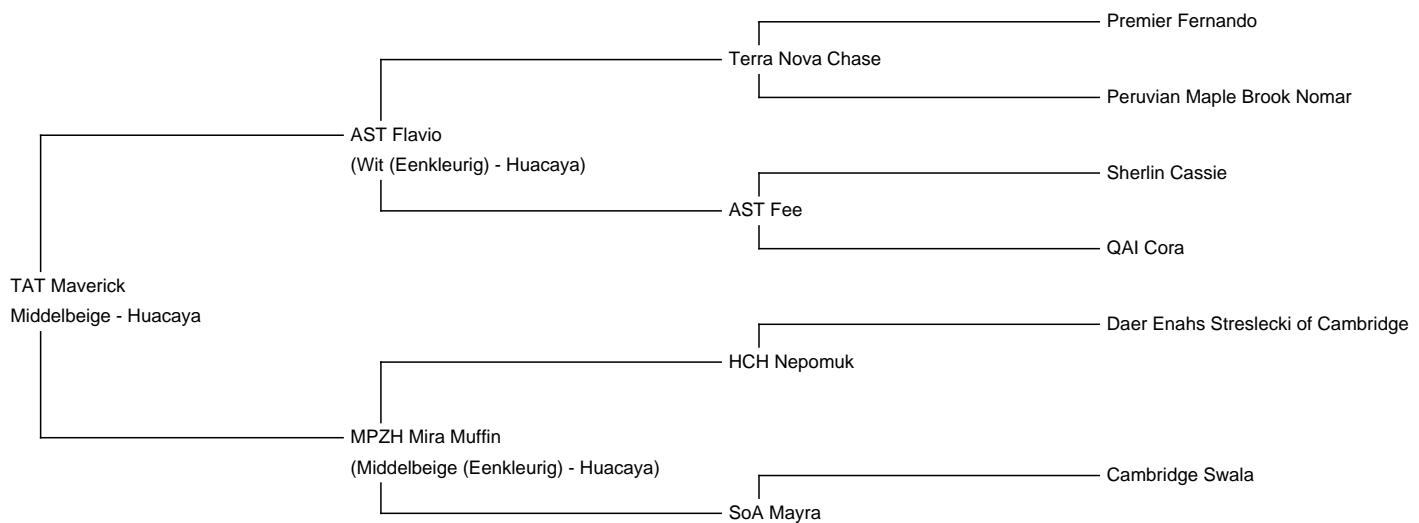 Premier Fernando
Terra Nova Chase
Peruvian Maple Brook Nomar
AST Flavio
(Wit (Eenkleurig) - Huacaya)
Sherlin Cassie
AST Fee
QAI Cora
TAT Maverick
Middelbeige - Huacaya
Daer Enahs Streslecki of Cambridge
HCH Nepomuk
MPZH Mira Muffin
(Middelbeige (Eenkleurig) - Huacaya)
Cambridge Swala
SoA Mayra